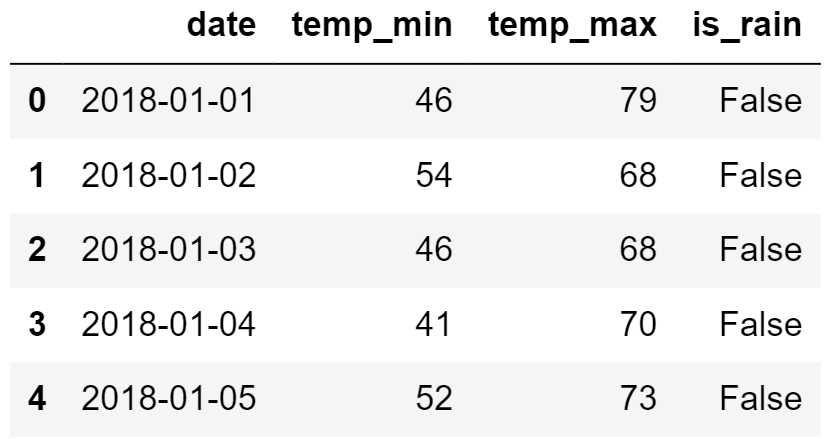 date temp_min temp_max is_rain
0 2018-01-01 46 79 False
1 2018-01-02 54 68 False
2 2018-01-03 46 68 False
3 2018-01-04 41 70 False
4 2018-01-05 52 73 False